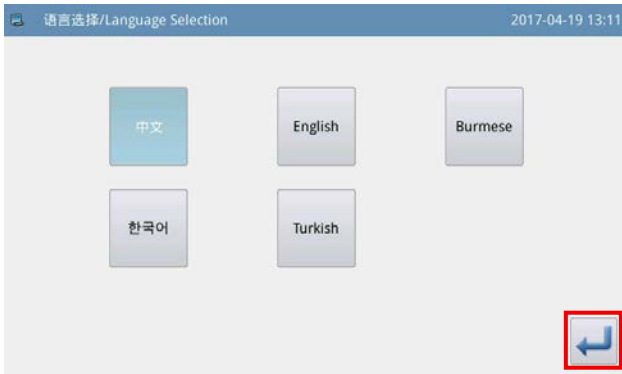 语言选择/Language Selection 2017-04-19 13:11
中文 English Burmese
한국어 Turkish